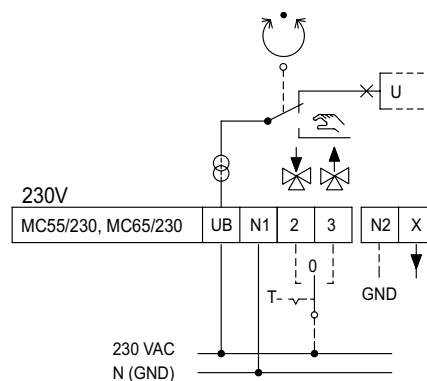 U
230V
MC55/230, MC65/230 UB N1 2 3 N2 X
0
T
GND
230 VAC
N (GND)